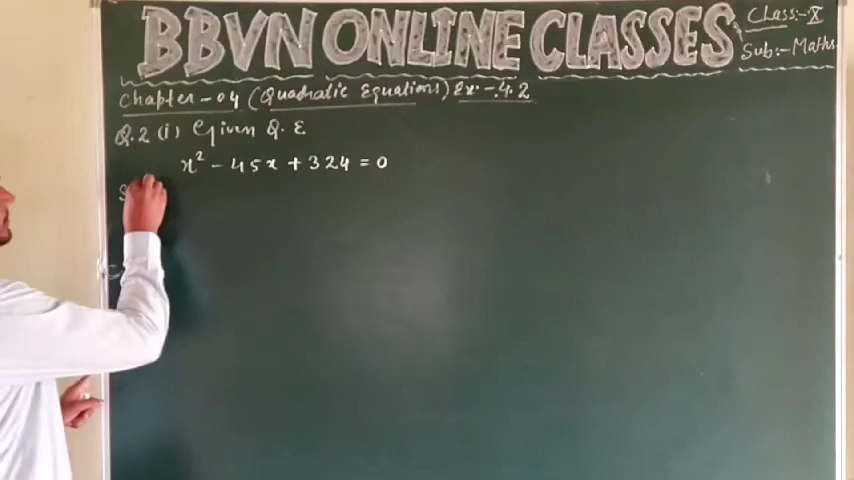 BBVN ONLINE CLASSES
Class:- X
Sub:- Maths
Chapter-04 (Quadratic Equations) Ex.-4.2
Q.2 (i) Given Q.E
x² - 45x + 324 = 0
S